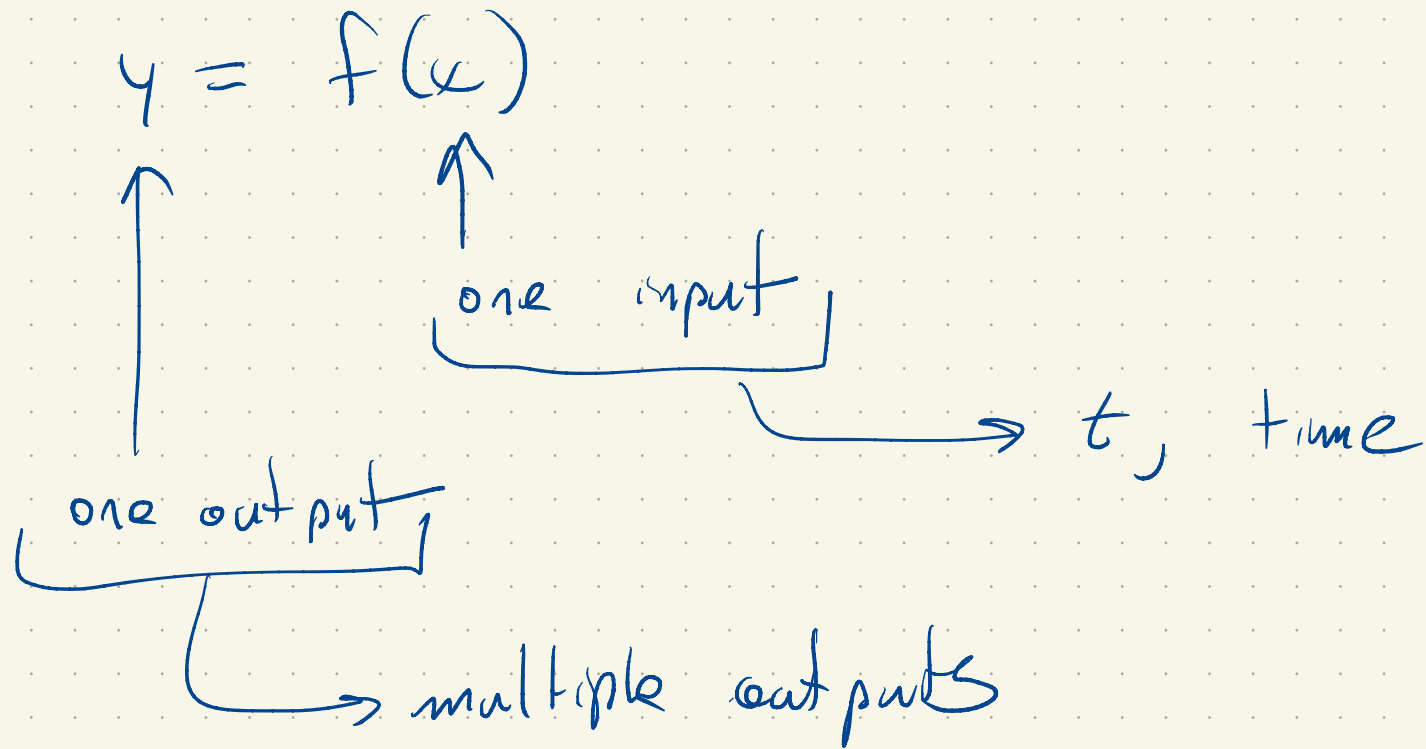 y = f(x)
one input
t, time
one output
multiple outputs